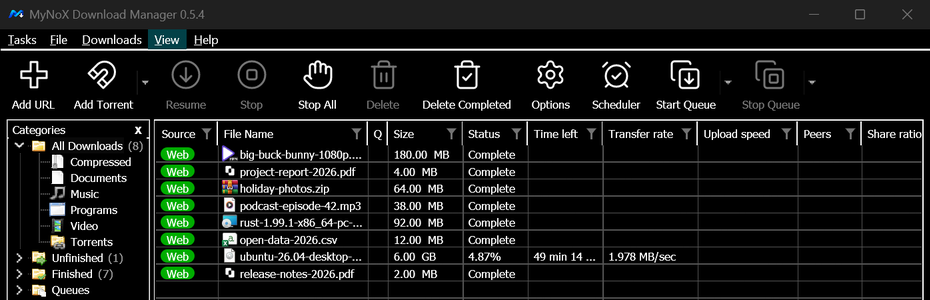 MyNoX Download Manager 0.5.4
Tasks File Downloads View Help
Add URL Add Torrent Resume Stop Stop All Delete Delete Completed Options Scheduler Start Queue Stop Queue
Categories x
Source File Name Q Size Status Time left Transfer rate Upload speed Peers Share ratio
All Downloads (8)
Compressed
Documents
Music
Programs
Video
Torrents
Unfinished (1)
Finished (7)
Queues
Web big-buck-bunny-1080p.... 180.00 MB Complete
Web project-report-2026.pdf 4.00 MB Complete
Web holiday-photos.zip 64.00 MB Complete
Web podcast-episode-42.mp3 38.00 MB Complete
Web rust-1.99.1-x86_64-pc-... 92.00 MB Complete
Web open-data-2026.csv 12.00 MB Complete
Web ubuntu-26.04-desktop-... 6.00 GB 4.87% 49 min 14 ... 1.978 MB/sec
Web release-notes-2026.pdf 2.00 MB Complete